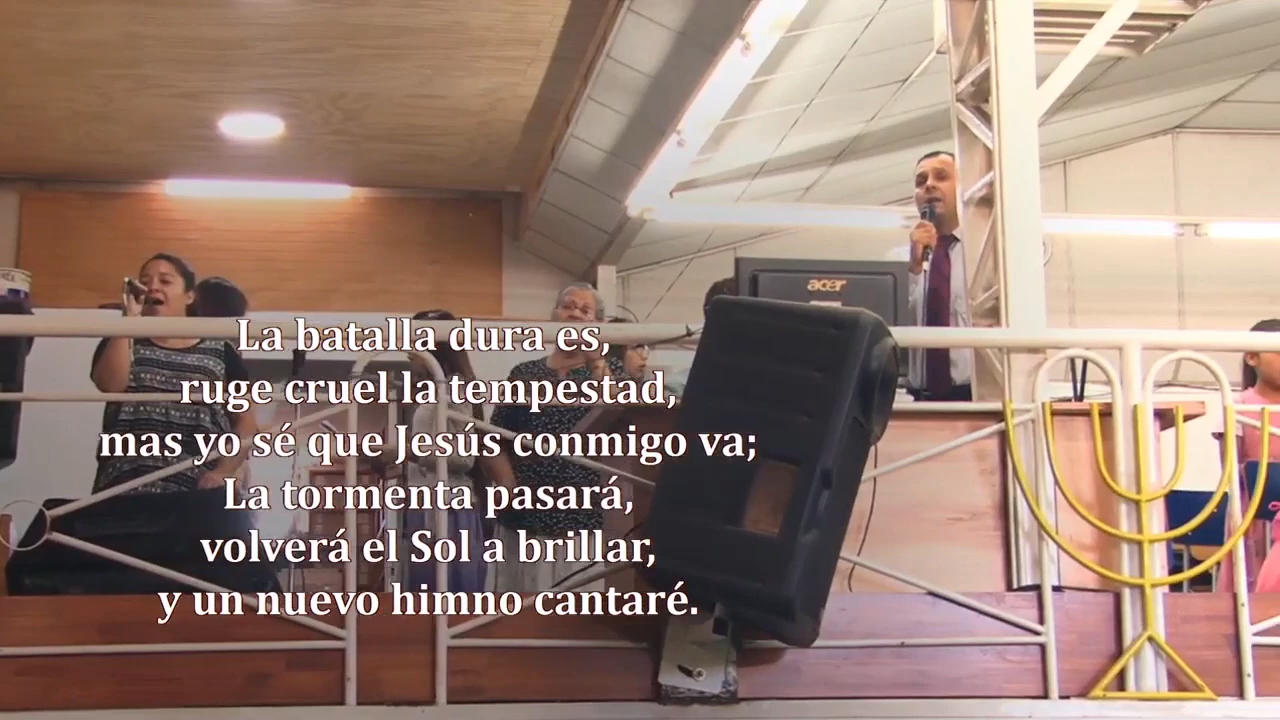 acer
La batalla dura es,
ruge cruel la tempestad,
mas yo sé que Jesús conmigo va;
La tormenta pasará,
volverá el Sol a brillar,
y un nuevo himno cantaré.